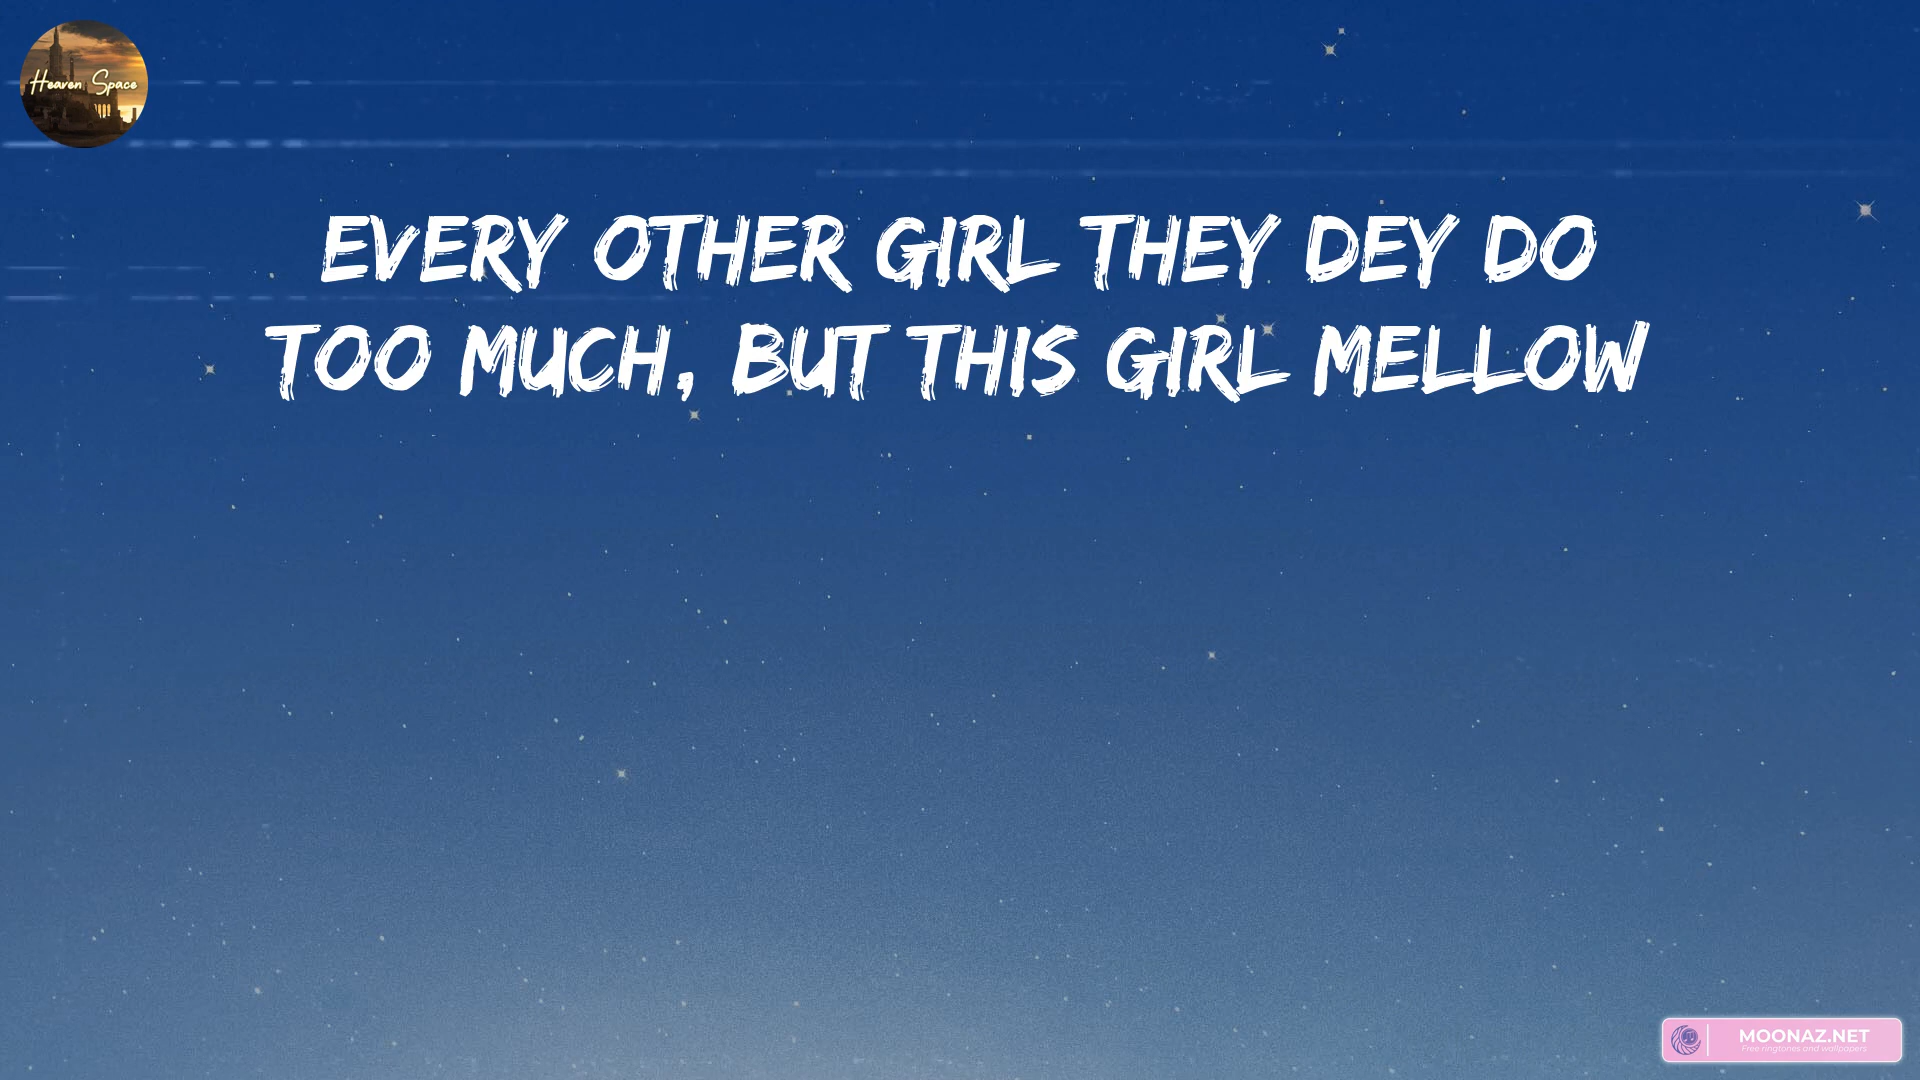 Heaven Space
EVERY OTHER GIRL THEY DEY DO
TOO MUCH, BUT THIS GIRL MELLOW
MOONAZ.NET
Free ringtones and wallpapers